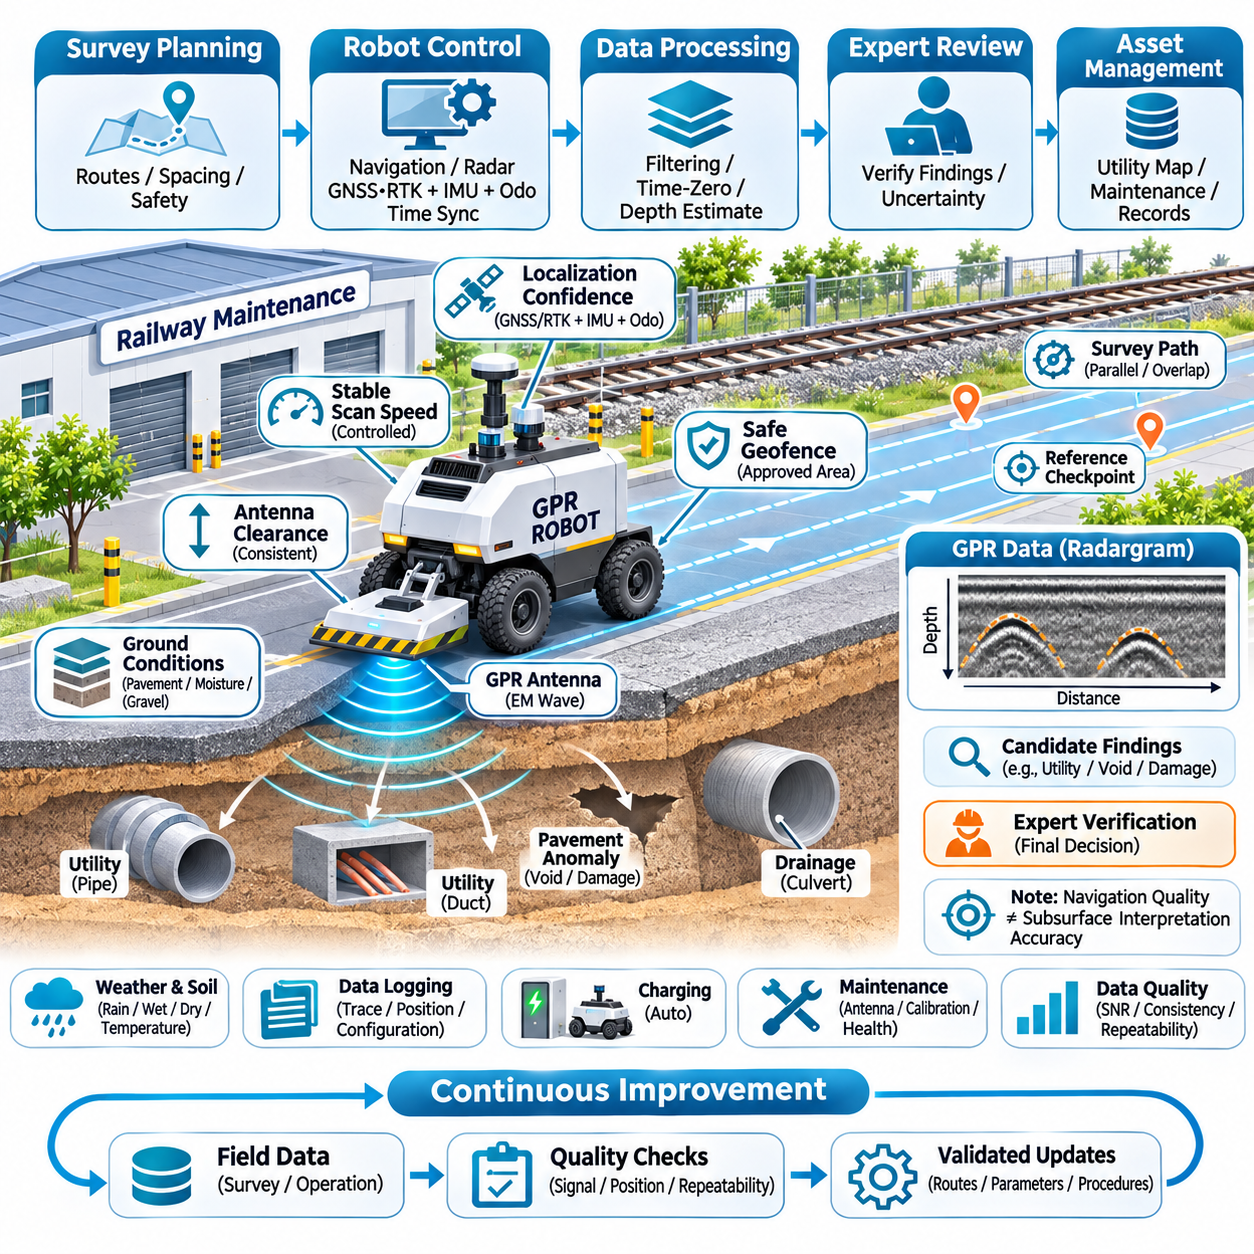 Survey Planning
Routes / Spacing /
Safety
Robot Control
Navigation / Radar
GNSS•RTK + IMU + Odo
Time Sync
Data Processing
Filtering /
Time-Zero /
Depth Estimate
Expert Review
Verify Findings /
Uncertainty
Asset
Management
Utility Map /
Maintenance /
Records
Railway Maintenance
Localization
Confidence
(GNSS/RTK + IMU + Odo)
Survey Path
(Parallel / Overlap)
Stable
Scan Speed
(Controlled)
Safe
Geofence
(Approved Area)
Reference
Checkpoint
Antenna
Clearance
(Consistent)
GPR
ROBOT
GPR Data (Radargram)
Depth
Distance
Ground
Conditions
(Pavement / Moisture /
(Gravel)
GPR Antenna
(EM Wave)
Candidate Findings
(e.g., Utility / Void / Damage)
Expert Verification
(Final Decision)
Note: Navigation Quality
≠ Subsurface Interpretation
Accuracy
Utility
(Pipe)
Utility
(Duct)
Pavement
Anomaly
(Void / Damage)
Drainage
(Culvert)
Weather & Soil
(Rain / Wet / Dry /
Temperature)
Data Logging
(Trace / Position /
Configuration)
Charging
(Auto)
Maintenance
(Antenna / Calibration /
Health)
Data Quality
(SNR / Consistency /
Repeatability)
Continuous Improvement
Field Data
(Survey / Operation)
Quality Checks
(Signal / Position / Repeatability)
Validated Updates
(Routes / Parameters / Procedures)